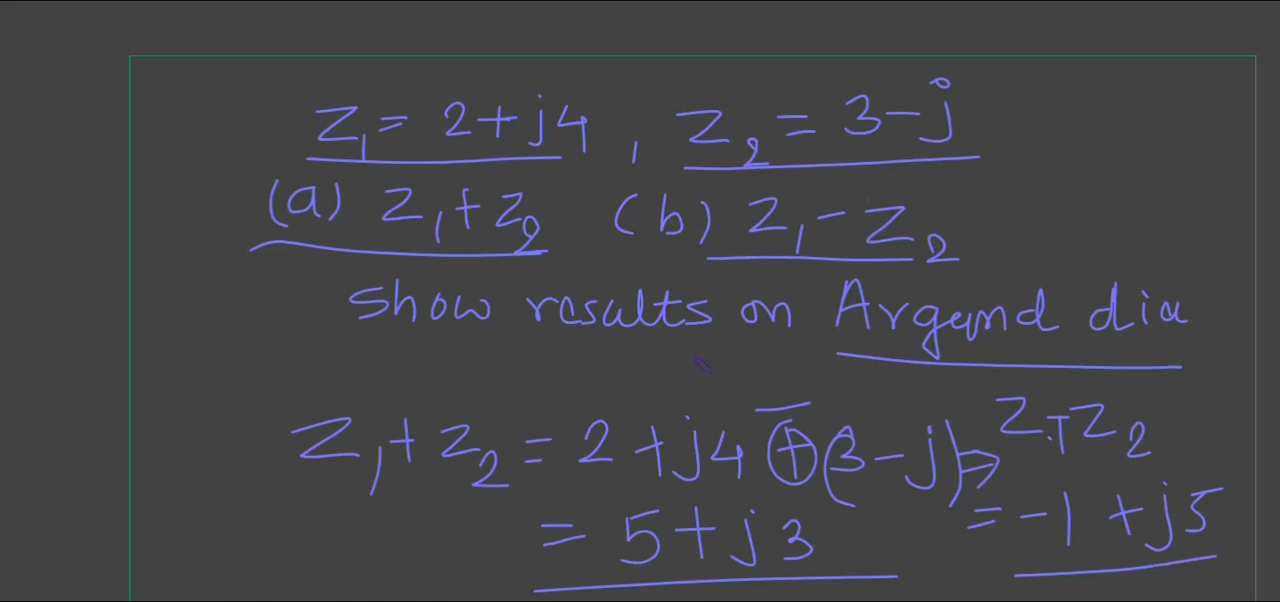 z₁ = 2 + j4 , z₂ = 3 - j
(a) z₁ + z₂ (b) z₁ - z₂
show results on Argand dia
z₁ + z₂ = 2 + j4 + (3 - j) → z₁ + z₂
= 5 + j3 = -1 + j5